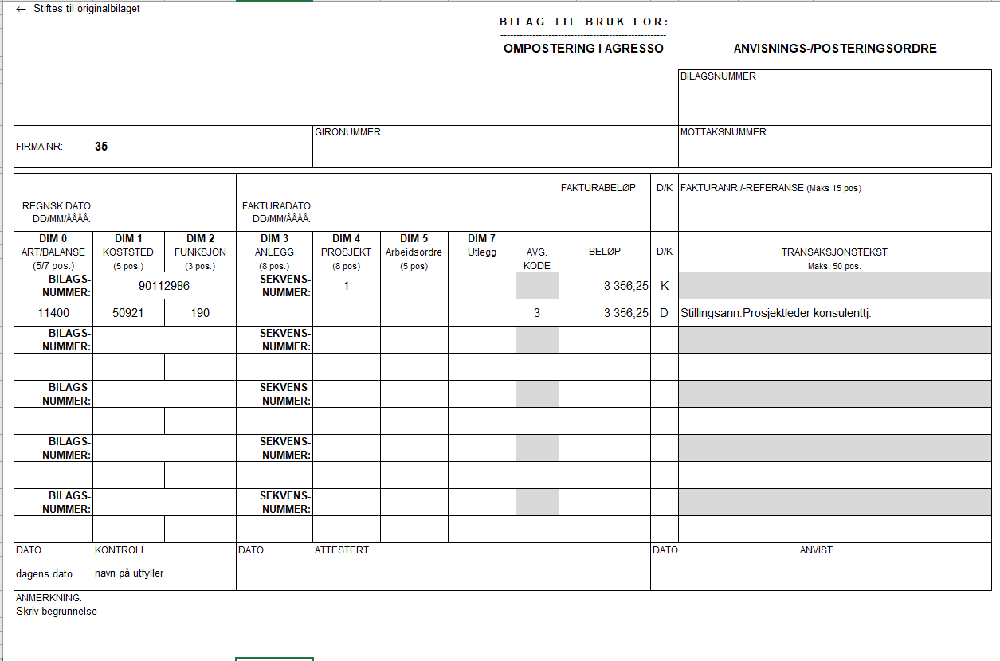 ← Stiftes til originalbilaget
BILAG TIL BRUK FOR:
----------------------------------------------------
OMPOSTERING I AGRESSO
ANVISNINGS-/POSTERINGSORDRE
BILAGSNUMMER
FIRMA NR: 35
GIRONUMMER
MOTTAKSNUMMER
REGNSK.DATO
DD/MM/ÅÅÅÅ:
FAKTURADATO
DD/MM/ÅÅÅÅ:
FAKTURABELØP
D/K
FAKTURANR./-REFERANSE (Maks 15 pos)
DIM 0 DIM 1 DIM 2 DIM 3 DIM 4 DIM 5 DIM 7
ART/BALANSE KOSTSTED FUNKSJON ANLEGG PROSJEKT Arbeidsordre Utlegg AVG. BELØP D/K TRANSAKSJONSTEKST
(5/7 pos.) (5 pos.) (3 pos.) (8 pos.) (8 pos) (5 pos) KODE Maks. 50 pos.
BILAGS-
NUMMER: 90112986 SEKVENS-
NUMMER: 1 3 356,25 K
11400 50921 190 3 3 356,25 D Stillingsann.Prosjektleder konsulenttj.
BILAGS-
NUMMER:
SEKVENS-
NUMMER:
BILAGS-
NUMMER:
SEKVENS-
NUMMER:
BILAGS-
NUMMER:
SEKVENS-
NUMMER:
BILAGS-
NUMMER:
SEKVENS-
NUMMER:
DATO KONTROLL DATO ATTESTERT DATO ANVIST
dagens dato navn på utfyller
ANMERKNING:
Skriv begrunnelse